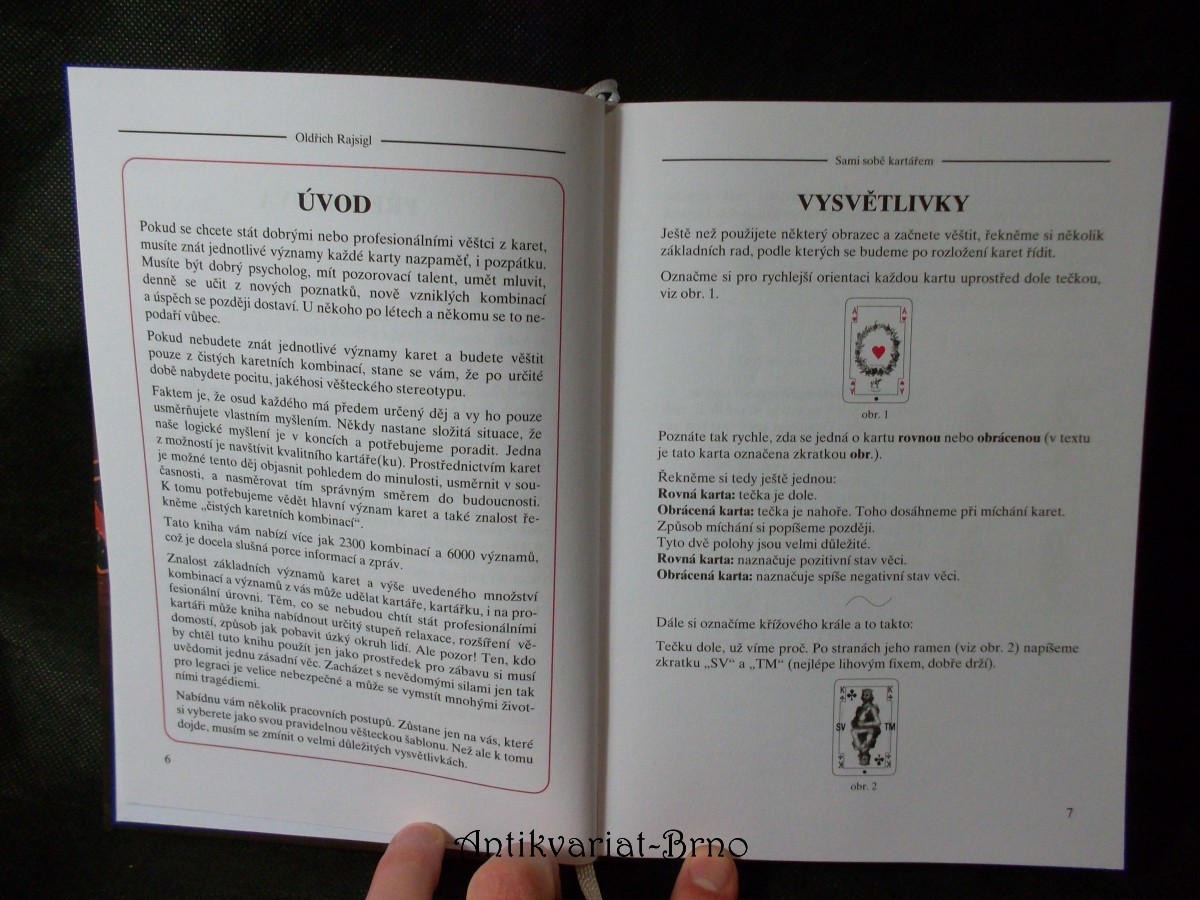 Oldřich Rajsigl
ÚVOD
Pokud se chcete stát dobrými nebo profesionálními věštci z karet,
musíte znát jednotlivé významy každé karty nazpaměť, i pozpátku.
Musíte být dobrý psycholog, mít pozorovací talent, umět mluvit,
denně se učit z nových poznatků, nově vzniklých kombinací
a úspěch se později dostaví. U někoho po létech a někomu se to ne-
podaří vůbec.
Pokud nebudete znát jednotlivé významy karet a budete věštit
pouze z čistých karetních kombinací, stane se vám, že po určité
době nabydete pocitu, jakéhosi věšteckého stereotypu.
Faktem je, že osud každého má předem určený děj a vy ho pouze
usměrňujete vlastním myšlením. Někdy nastane složitá situace, že
naše logické myšlení je v koncích a potřebujeme poradit. Jedna
z možností je navštívit kvalitního kartáře(ku). Prostřednictvím karet
je možné tento děj objasnit pohledem do minulosti, usměrnit v sou-
časnosti, a nasměrovat tím správným směrem do budoucnosti.
K tomu potřebujeme vědět hlavní význam karet a také znalost ře-
kněme „čistých karetních kombinací“.
Tato kniha vám nabízí více jak 2300 kombinací a 6000 významů,
což je docela slušná porce informací a zpráv.
Znalost základních významů karet a výše uvedeného množství
kombinací a významů z vás může udělat kartáře, kartářku, i na pro-
fesionální úrovni. Těm, co se nebudou chtít stát profesionálními
kartáři může kniha nabídnout určitý stupeň relaxace, rozšíření vě-
domostí, způsob jak pobavit úzký okruh lidí. Ale pozor! Ten, kdo
by chtěl tuto knihu použít jen jako prostředek pro zábavu si musí
uvědomit jednu zásadní věc. Zacházet s nevědomými silami jen tak
pro legraci je velice nebezpečné a může se vymstít mnohými život-
ními tragédiemi.
Nabídnu vám několik pracovních postupů. Zůstane jen na vás, které
si vyberete jako svou pravidelnou věšteckou šablonu. Než ale k tomu
dojde, musím se zmínit o velmi důležitých vysvětlivkách.
6
Sami sobě kartářem
VYSVĚTLIVKY
Ještě než použijete některý obrazec a začnete věštit, řekněme si několik
základních rad, podle kterých se budeme po rozložení karet řídit.
Označme si pro rychlejší orientaci každou kartu uprostřed dole tečkou,
viz obr. 1.
A A
A A
obr. 1
Poznáte tak rychle, zda se jedná o kartu rovnou nebo obrácenou (v textu
je tato karta označena zkratkou obr.).
Řekněme si tedy ještě jednou:
Rovná karta: tečka je dole.
Obrácená karta: tečka je nahoře. Toho dosáhneme při míchání karet.
Způsob míchání si popíšeme později.
Tyto dvě polohy jsou velmi důležité.
Rovná karta: naznačuje pozitivní stav věci.
Obrácená karta: naznačuje spíše negativní stav věci.
Dále si označíme křížového krále a to takto:
Tečku dole, už víme proč. Po stranách jeho ramen (viz obr. 2) napíšeme
zkratku „SV“ a „TM“ (nejlépe lihovým fixem, dobře drží).
K K
SV TM
K K
obr. 2
7
Antikvariat-Brno